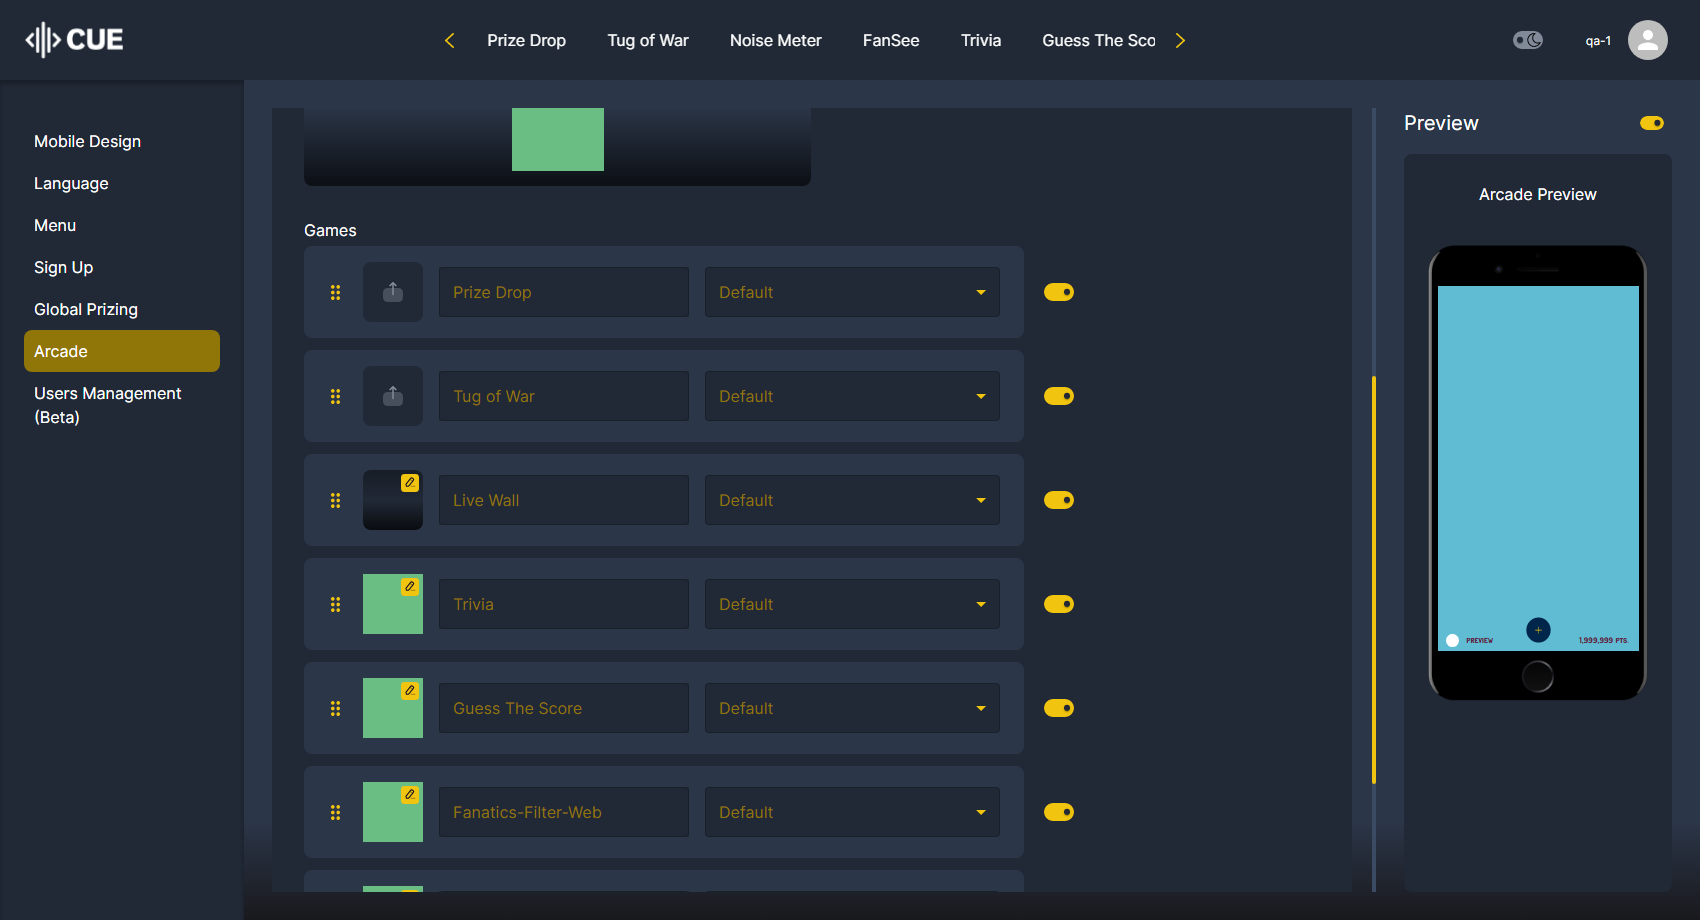 CUE
Prize Drop
Tug of War
Noise Meter
FanSee
Trivia
Guess The Sco
qa-1
Mobile Design
Language
Menu
Sign Up
Global Prizing
Arcade
Users Management
(Beta)
Games
Prize Drop
Default
Tug of War
Default
Live Wall
Default
Trivia
Default
Guess The Score
Default
Fanatics-Filter-Web
Default
Preview
Arcade Preview
PREVIEW
+
1,999,999 PTS.